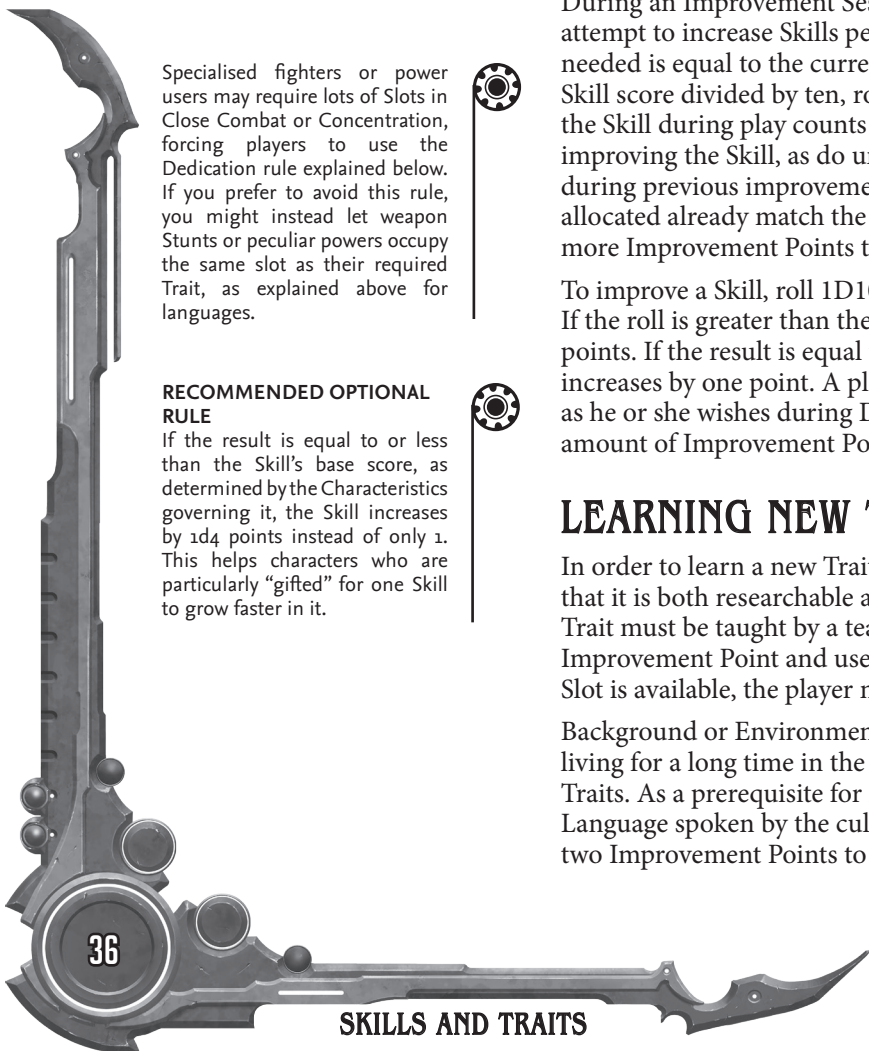 Specialised fighters or power
users may require lots of Slots in
Close Combat or Concentration,
forcing players to use the
Dedication rule explained below.
If you prefer to avoid this rule,
you might instead let weapon
Stunts or peculiar powers occupy
the same slot as their required
Trait, as explained above for
languages.
RECOMMENDED OPTIONAL
RULE
If the result is equal to or less
than the Skill's base score, as
determined by the Characteristics
governing it, the Skill increases
by 1d4 points instead of only 1.
This helps characters who are
particularly “gifted” for one Skill
to grow faster in it.
During an Improvement Ses
attempt to increase Skills pe
needed is equal to the curre
Skill score divided by ten, ro
the Skill during play counts
improving the Skill, as do u
during previous improveme
allocated already match the
more Improvement Points t
To improve a Skill, roll 1D10
If the roll is greater than the
points. If the result is equal
increases by one point. A pl
as he or she wishes during D
amount of Improvement Po
LEARNING NEW
In order to learn a new Trait
that it is both researchable a
Trait must be taught by a tea
Improvement Point and use
Slot is available, the player n
Background or Environmen
living for a long time in the
Traits. As a prerequisite for
Language spoken by the cul
two Improvement Points to
36
SKILLS AND TRAITS